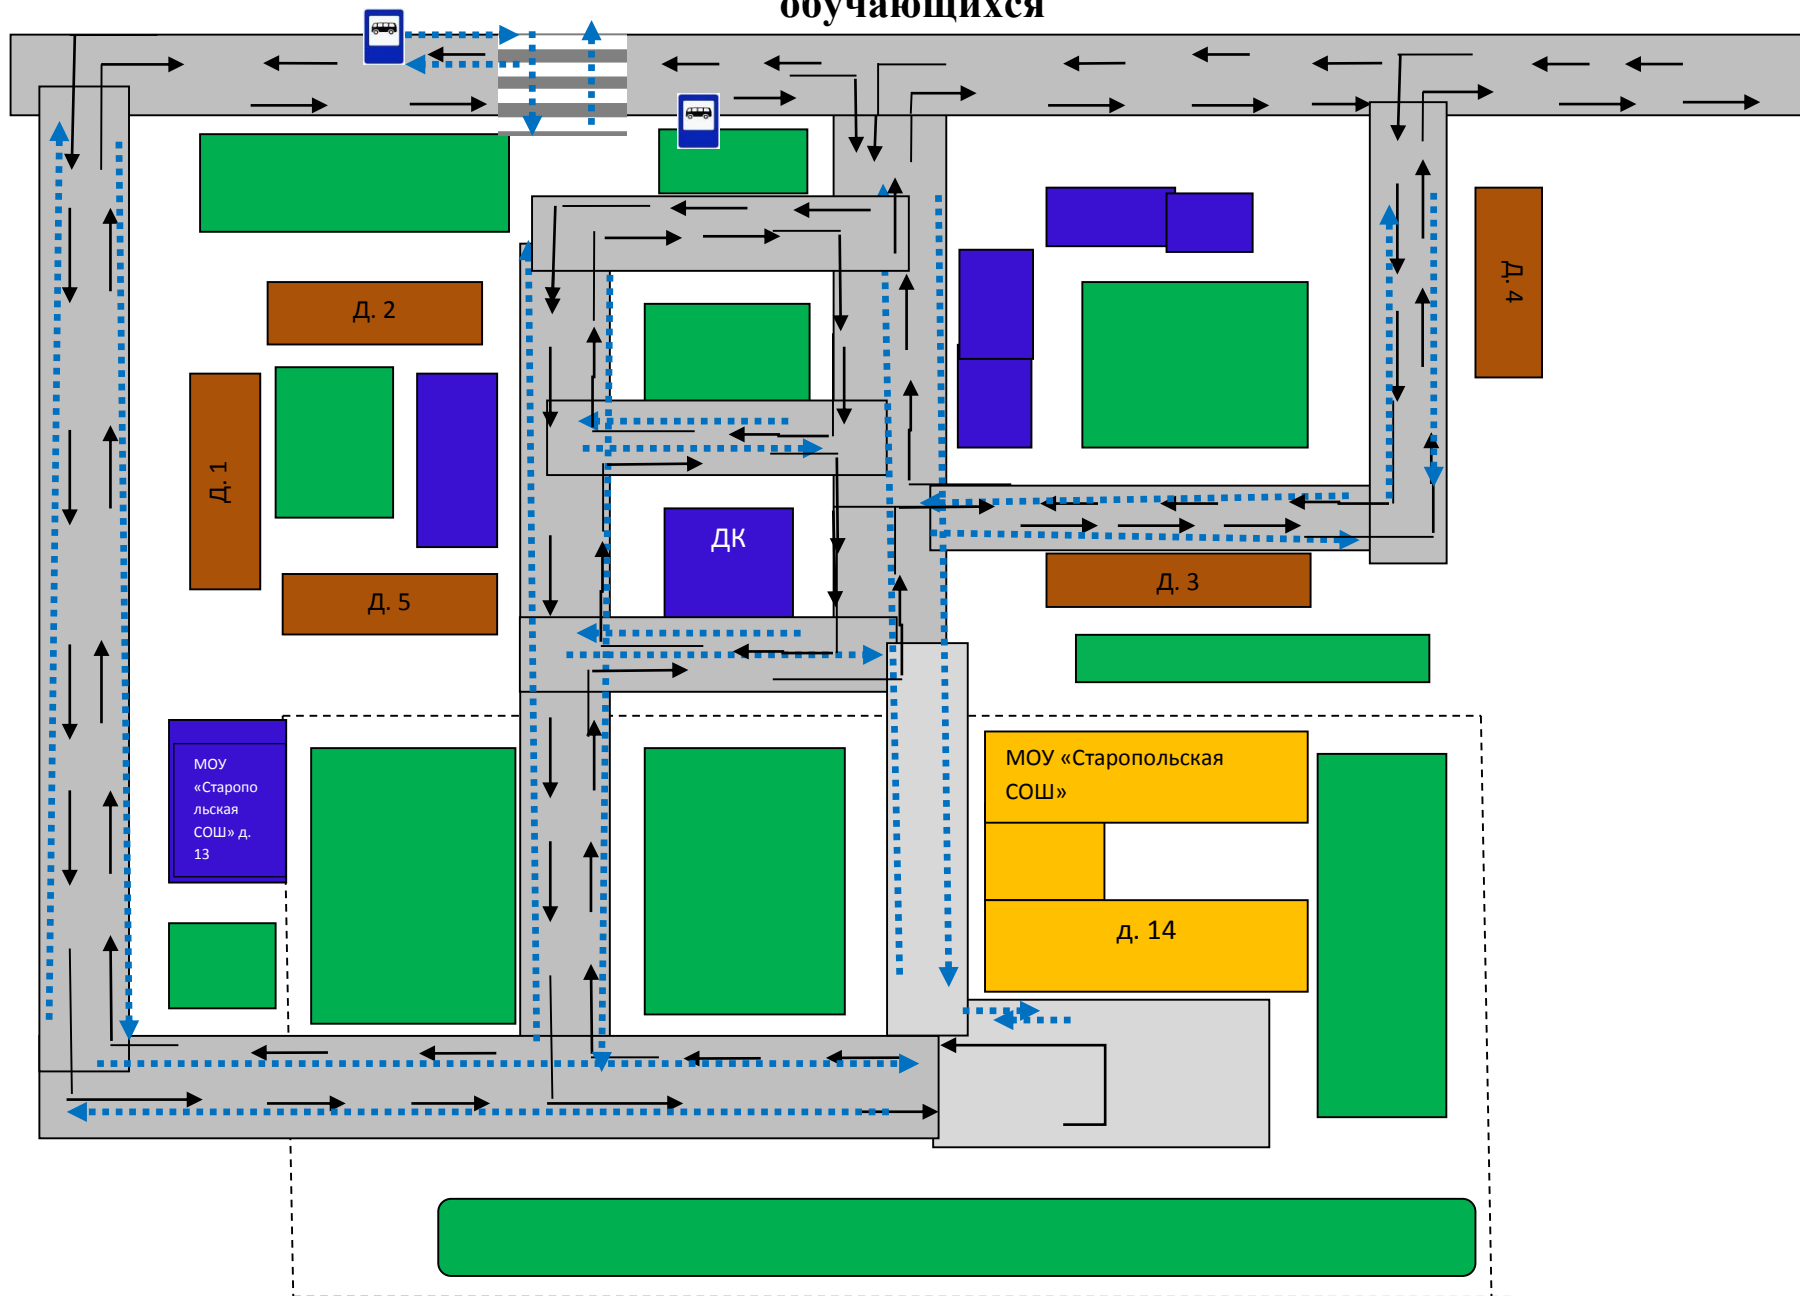 обучающихся
Д. 2
Д. 4
Д. 1
ДК
Д. 3
Д. 5
МОУ
«Старопо
льская
СОШ» д.
13
МОУ «Старопольская
СОШ»
д. 14